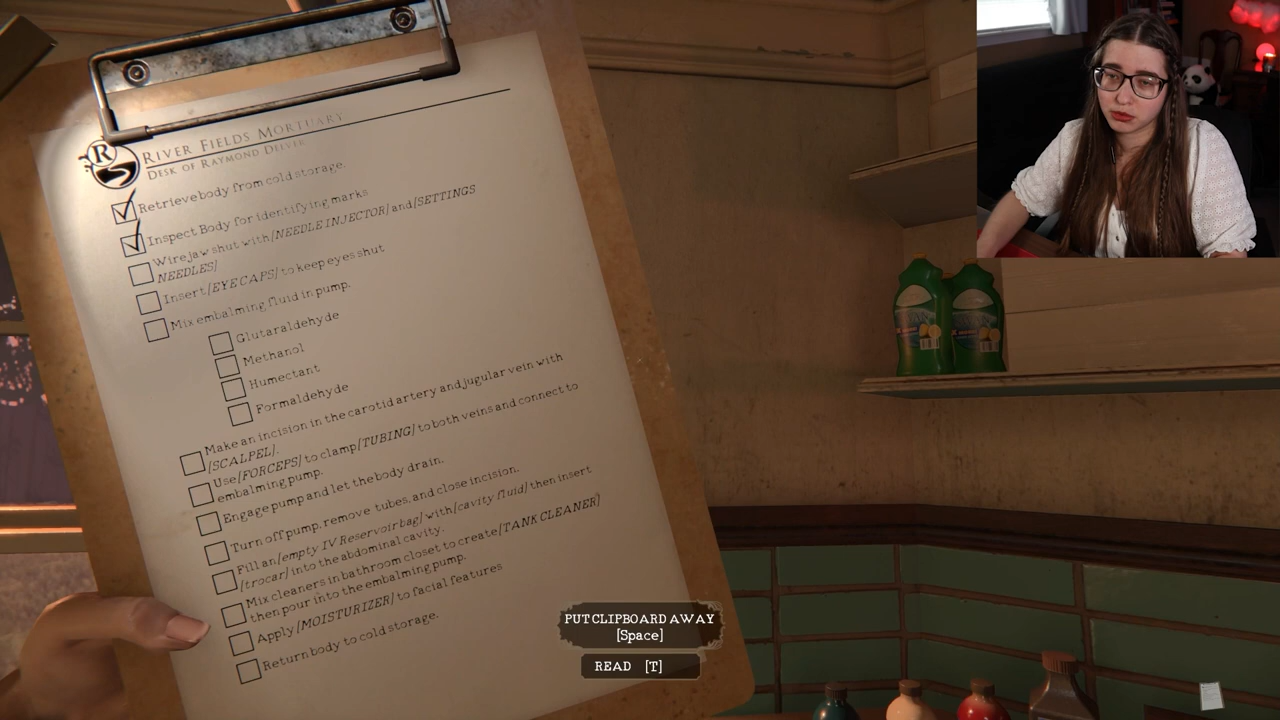 RIVER FIELDS MORTUARY
DESK OF RAYMOND DELVER
Retrieve body from cold storage.
Inspect Body for identifying marks
Wire jaw shut with [NEEDLE INJECTOR] and [SETTINGS
NEEDLES]
Insert [EYE CAPS] to keep eyes shut
Mix embalming fluid in pump.
Glutaraldehyde
Methanol
Humectant
Formaldehyde
Make an incision in the carotid artery and jugular vein with
[SCALPEL].
Use [FORCEPS] to clamp [TUBING] to both veins and connect to
embalming pump.
Engage pump and let the body drain.
Turn off pump, remove tubes, and close incision.
Fill an [empty IV Reservoir bag] with [cavity fluid] then insert
[trocar] into the abdominal cavity.
Mix cleaners in bathroom closet to create [TANK CLEANER]
then pour into the embalming pump.
Apply [MOISTURIZER] to facial features
Return body to cold storage.
PUT CLIPBOARD AWAY
[Space]
READ [T]